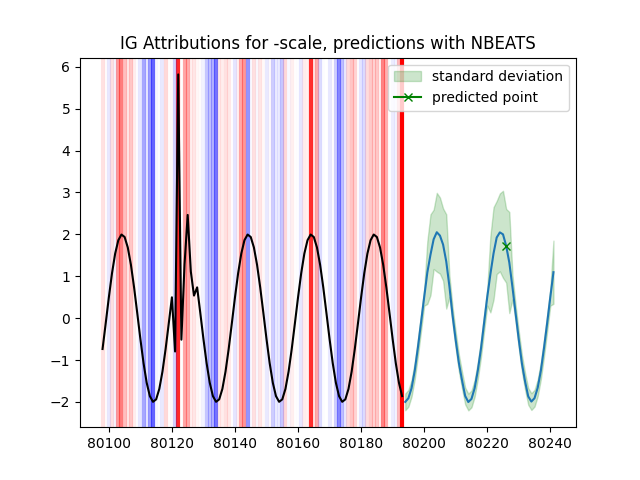 IG Attributions for -scale, predictions with NBEATS
standard deviation
predicted point
6
5
4
3
2
1
0
−1
−2
80100 80120 80140 80160 80180 80200 80220 80240